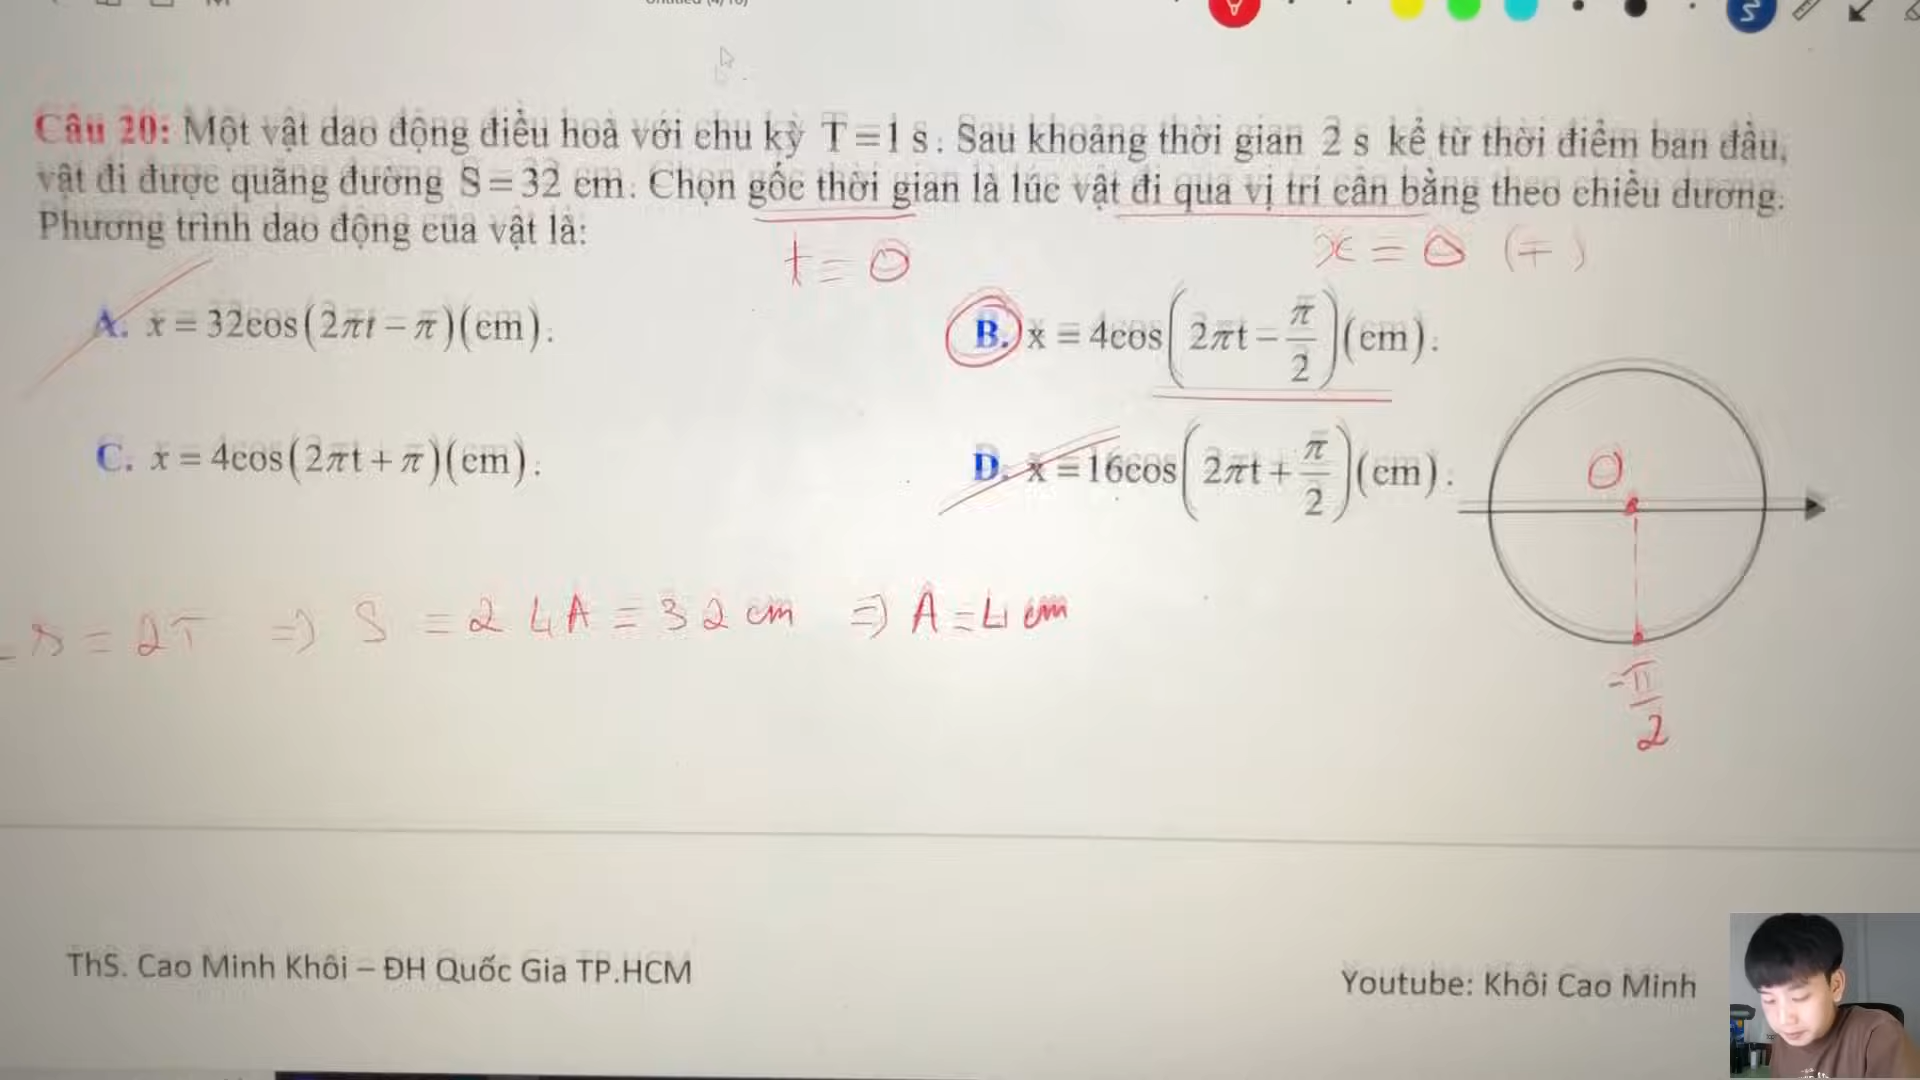 Câu 20: Một vật dao động điều hoà với chu kỳ T = 1 s. Sau khoảng thời gian 2 s kể từ thời điểm ban đầu,
vật đi được quãng đường S = 32 cm. Chọn gốc thời gian là lúc vật đi qua vị trí cân bằng theo chiều dương.
Phương trình dao động của vật là:
t = 0
x = 0 (+)
A. x = 32cos(2πt − π)(cm).
B. x = 4cos(2πt − π/2)(cm).
C. x = 4cos(2πt + π)(cm).
D. x = 16cos(2πt + π/2)(cm).
O
= 2T ⇒ S = 2 4A = 32 cm ⇒ A = 4 cm
-π/2
ThS. Cao Minh Khôi – ĐH Quốc Gia TP.HCM
Youtube: Khôi Cao Minh